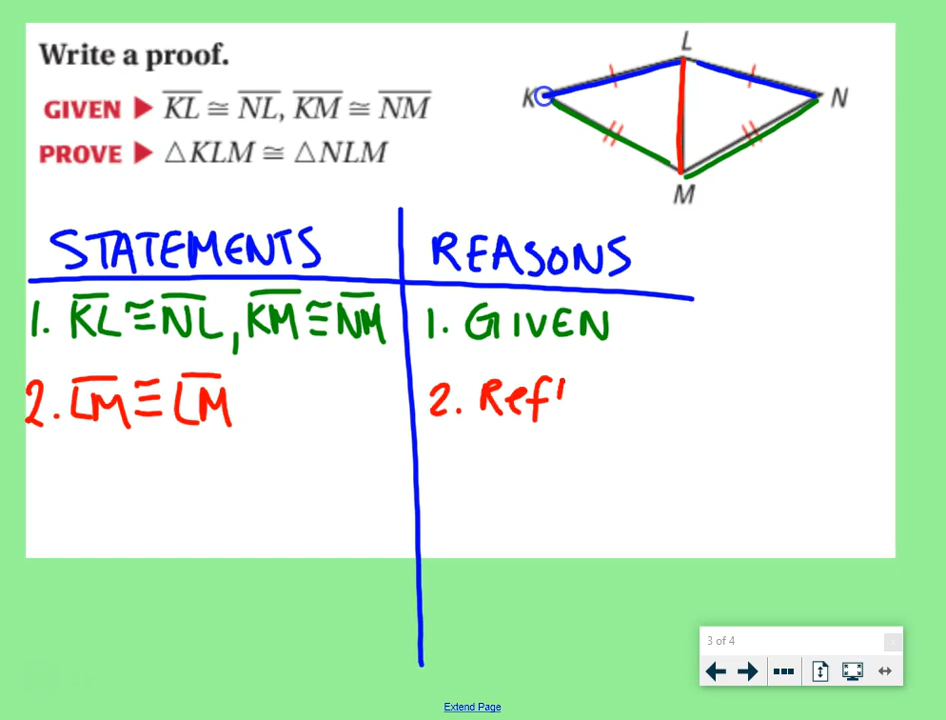 Write a proof.
GIVEN ▶ KL ≅ NL, KM ≅ NM
PROVE ▶ △KLM ≅ △NLM
L
K
N
M
STATEMENTS REASONS
1. KL ≅ NL, KM ≅ NM 1. GIVEN
2. LM ≅ LM 2. Refl
3 of 4
Extend Page